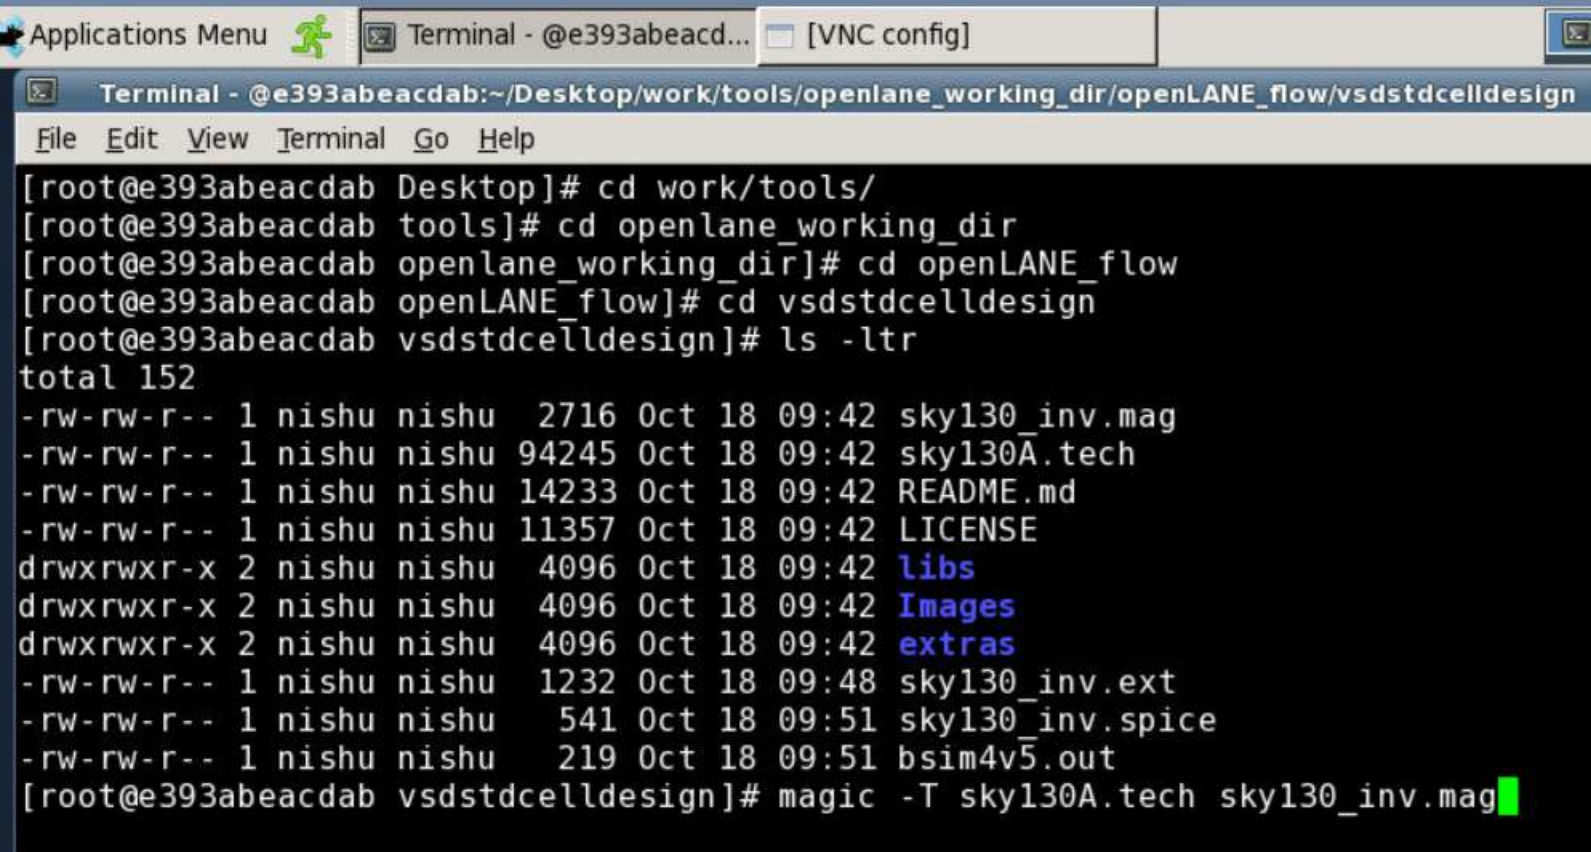 Applications Menu
Terminal - @e393abeacd...
[VNC config]
Terminal - @e393abeacdab:~/Desktop/work/tools/openlane_working_dir/openLANE_flow/vsdstdcelldesign
File Edit View Terminal Go Help
[root@e393abeacdab Desktop]# cd work/tools/
[root@e393abeacdab tools]# cd openlane_working_dir
[root@e393abeacdab openlane_working_dir]# cd openLANE_flow
[root@e393abeacdab openLANE_flow]# cd vsdstdcelldesign
[root@e393abeacdab vsdstdcelldesign]# ls -ltr
total 152
-rw-rw-r-- 1 nishu nishu  2716 Oct 18 09:42 sky130_inv.mag
-rw-rw-r-- 1 nishu nishu 94245 Oct 18 09:42 sky130A.tech
-rw-rw-r-- 1 nishu nishu 14233 Oct 18 09:42 README.md
-rw-rw-r-- 1 nishu nishu 11357 Oct 18 09:42 LICENSE
drwxrwxr-x 2 nishu nishu  4096 Oct 18 09:42 libs
drwxrwxr-x 2 nishu nishu  4096 Oct 18 09:42 Images
drwxrwxr-x 2 nishu nishu  4096 Oct 18 09:42 extras
-rw-rw-r-- 1 nishu nishu  1232 Oct 18 09:48 sky130_inv.ext
-rw-rw-r-- 1 nishu nishu   541 Oct 18 09:51 sky130_inv.spice
-rw-rw-r-- 1 nishu nishu   219 Oct 18 09:51 bsim4v5.out
[root@e393abeacdab vsdstdcelldesign]# magic -T sky130A.tech sky130_inv.mag